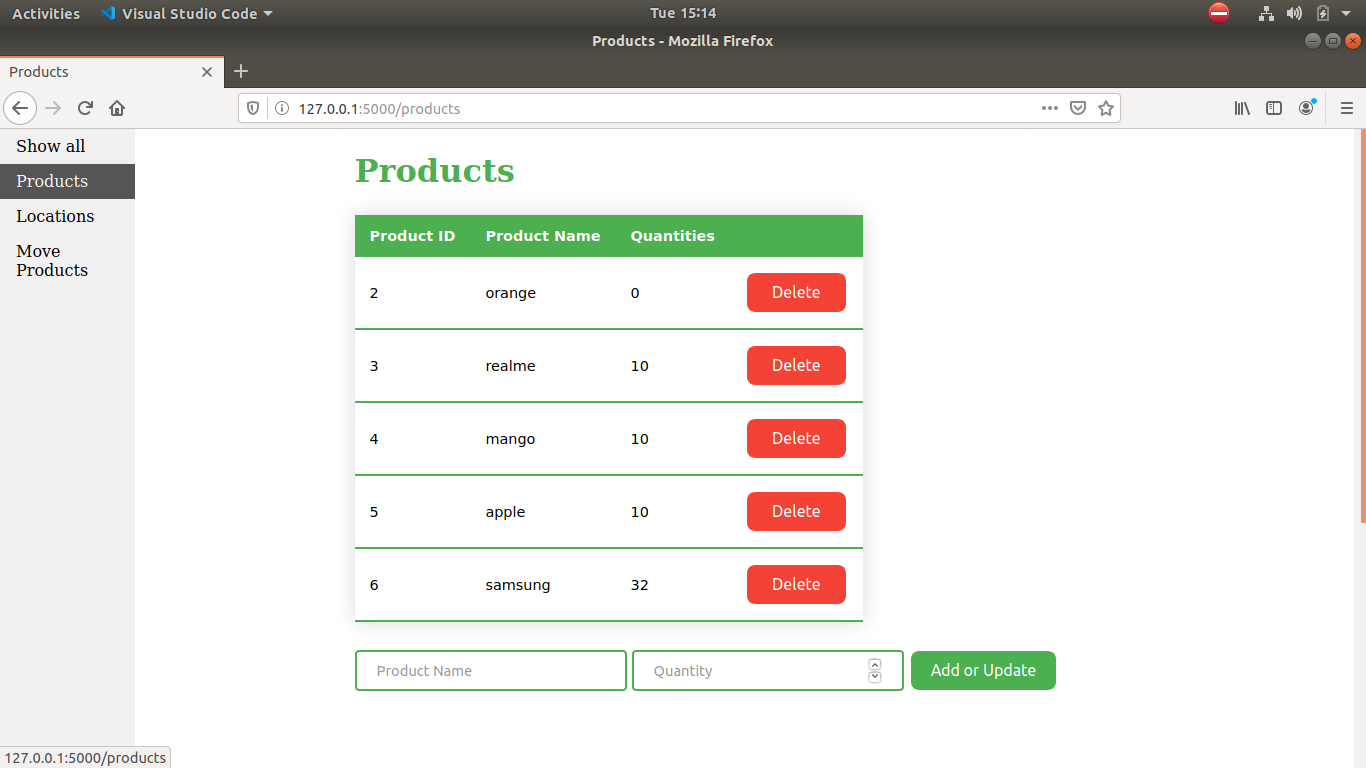 Activities Visual Studio Code Tue 15:14
Products - Mozilla Firefox
Products
127.0.0.1:5000/products
Show all
Products
Locations
Move
Products
Products
Product ID Product Name Quantities
2 orange 0 Delete
3 realme 10 Delete
4 mango 10 Delete
5 apple 10 Delete
6 samsung 32 Delete
Product Name Quantity Add or Update
127.0.0.1:5000/products